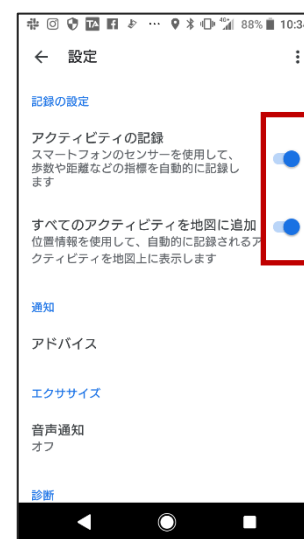 88% 10:34
← 設定
記録の設定
アクティビティの記録
スマートフォンのセンサーを使用して、
歩数や距離などの指標を自動的に記録し
ます
すべてのアクティビティを地図に追加
位置情報を使用して、自動的に記録されるア
クティビティを地図上に表示します
通知
アドバイス
エクササイズ
音声通知
オフ
診断